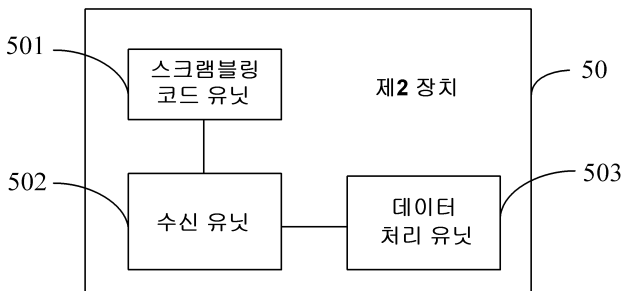 501
스크램블링
코드 유닛
제2 장치
50
502
수신 유닛
데이터
처리 유닛
503